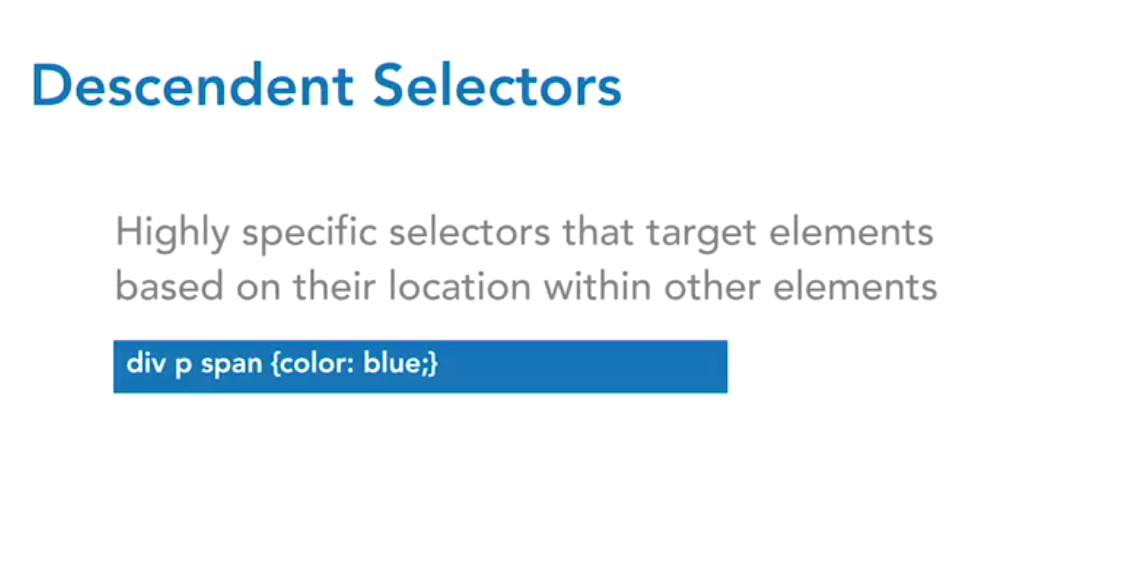 Descendent Selectors
Highly specific selectors that target elements
based on their location within other elements
div p span {color: blue;}